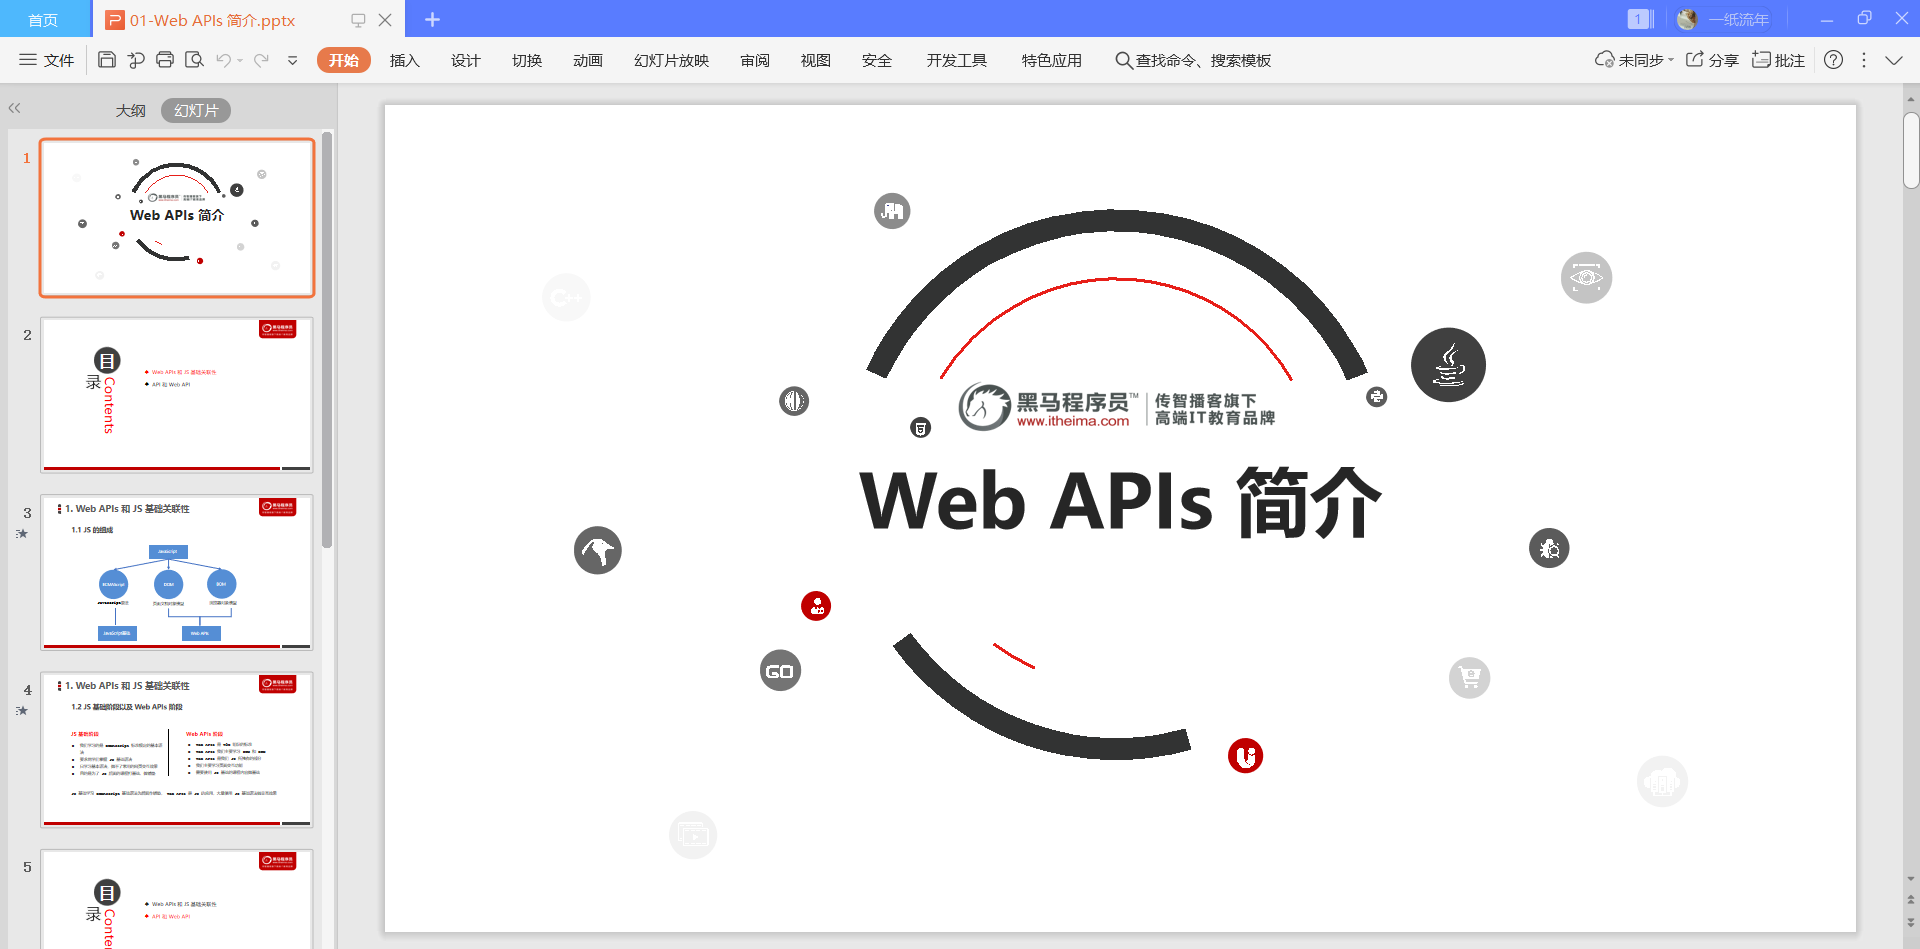 首页
01-Web APIs 简介.pptx
1
一纸流年
文件
开始
插入
设计
切换
动画
幻灯片放映
审阅
视图
安全
开发工具
特色应用
查找命令、搜索模板
未同步
分享
批注
大纲
幻灯片
1
黑马程序员
Web APIs 简介
2
目录
Contents
Web APIs 和 JS 基础关联性
API 和 Web API
3
1. Web APIs 和 JS 基础关联性
1.1 JS 的组成
JavaScript
ECMAScript
DOM
BOM
JavaScript基础
Web APIs
4
1. Web APIs 和 JS 基础关联性
1.2 JS 基础阶段以及 Web APIs 阶段
JS 基础阶段
Web APIs 阶段
5
目录
Web APIs 和 JS 基础关联性
API 和 Web API
C++
黑马程序员™
www.itheima.com
传智播客旗下
高端IT教育品牌
Web APIs 简介
GO